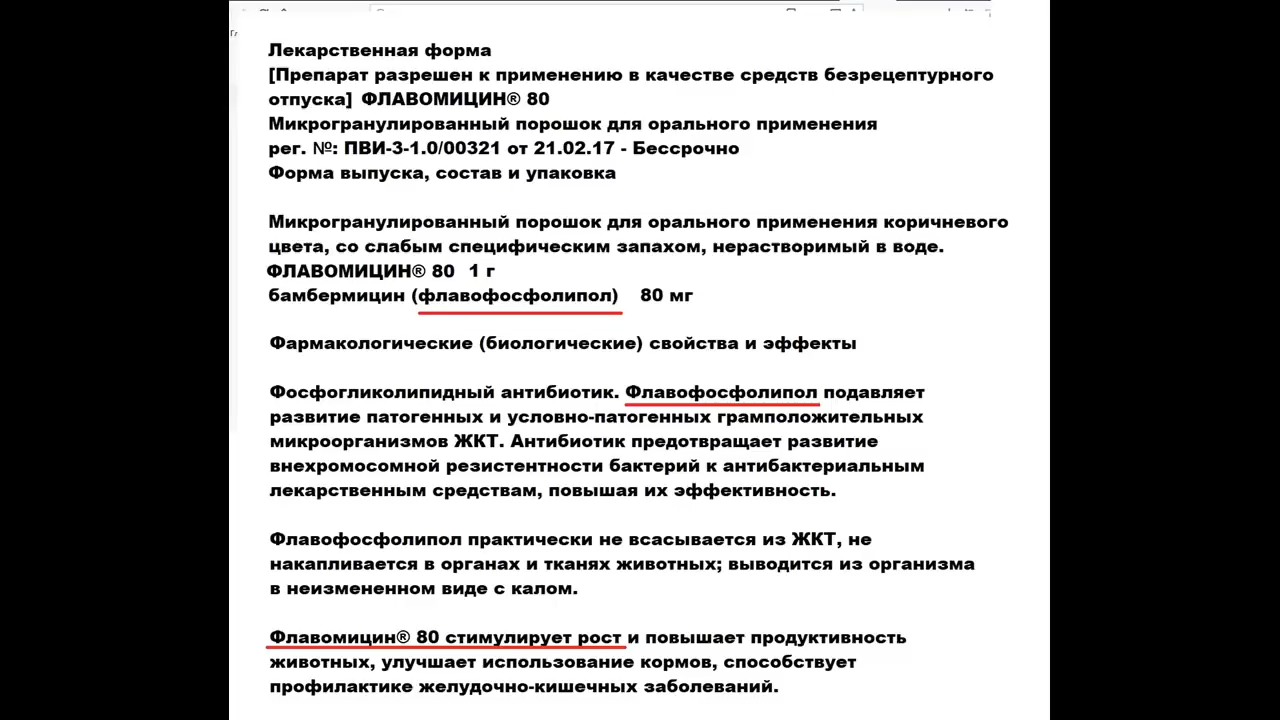 Лекарственная форма
[Препарат разрешен к применению в качестве средств безрецептурного
отпуска] ФЛАВОМИЦИН® 80
Микрогранулированный порошок для орального применения
рег. №: ПВИ-3-1.0/00321 от 21.02.17 - Бессрочно
Форма выпуска, состав и упаковка
Микрогранулированный порошок для орального применения коричневого
цвета, со слабым специфическим запахом, нерастворимый в воде.
ФЛАВОМИЦИН® 80 1 г
бамбермицин (флавофосфолипол) 80 мг
Фармакологические (биологические) свойства и эффекты
Фосфогликолипидный антибиотик. Флавофосфолипол подавляет
развитие патогенных и условно-патогенных грамположительных
микроорганизмов ЖКТ. Антибиотик предотвращает развитие
внехромосомной резистентности бактерий к антибактериальным
лекарственным средствам, повышая их эффективность.
Флавофосфолипол практически не всасывается из ЖКТ, не
накапливается в органах и тканях животных; выводится из организма
в неизмененном виде с калом.
Флавомицин® 80 стимулирует рост и повышает продуктивность
животных, улучшает использование кормов, способствует
профилактике желудочно-кишечных заболеваний.